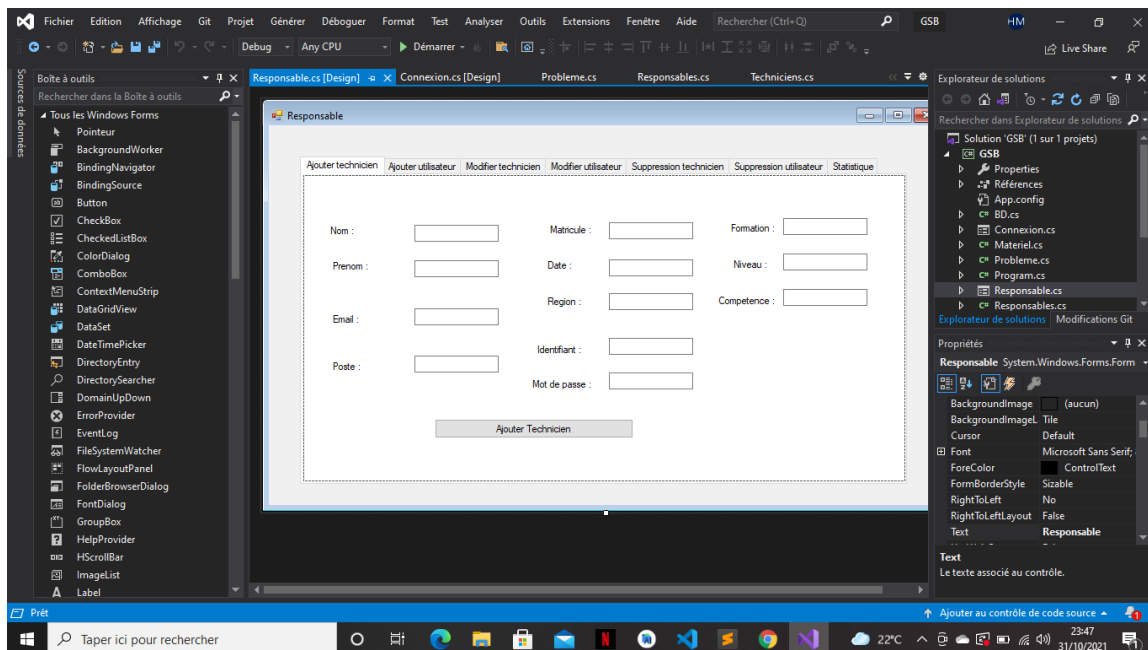 Fichier Edition Affichage Git Projet Générer Déboguer Format Test Analyser Outils Extensions Fenêtre Aide Rechercher (Ctrl+Q) GSB HM
Debug Any CPU Démarrer Live Share
Sources de données
Boîte à outils
Rechercher dans la Boîte à outils
Tous les Windows Forms
Pointeur
BackgroundWorker
BindingNavigator
BindingSource
Button
CheckBox
CheckedListBox
ColorDialog
ComboBox
ContextMenuStrip
DataGridView
DataSet
DateTimePicker
DirectoryEntry
DirectorySearcher
DomainUpDown
ErrorProvider
EventLog
FileSystemWatcher
FlowLayoutPanel
FolderBrowserDialog
FontDialog
GroupBox
HelpProvider
HScrollBar
ImageList
Label
Responsable.cs [Design] Connexion.cs [Design] Probleme.cs Responsables.cs Techniciens.cs
Responsable
Ajouter technicien Ajouter utilisateur Modifier technicien Modifier utilisateur Suppression technicien Suppression utilisateur Statistique
Nom : Matricule : Formation :
Prenom : Date : Niveau :
Region : Competence :
Email :
Identifiant :
Poste :
Mot de passe :
Ajouter Technicien
Explorateur de solutions
Rechercher dans Explorateur de solutions
Solution 'GSB' (1 sur 1 projets)
GSB
Properties
Références
App.config
BD.cs
Connexion.cs
Materiel.cs
Probleme.cs
Program.cs
Responsable.cs
Responsables.cs
Explorateur de solutions Modifications Git
Propriétés
Responsable System.Windows.Forms.Form
BackgroundImage (aucun)
BackgroundImageL Tile
Cursor Default
Font Microsoft Sans Serif;
ForeColor ControlText
FormBorderStyle Sizable
RightToLeft No
RightToLeftLayout False
Text Responsable
Text
Le texte associé au contrôle.
Prêt Ajouter au contrôle de code source
Taper ici pour rechercher 22°C 23:47
31/10/2021